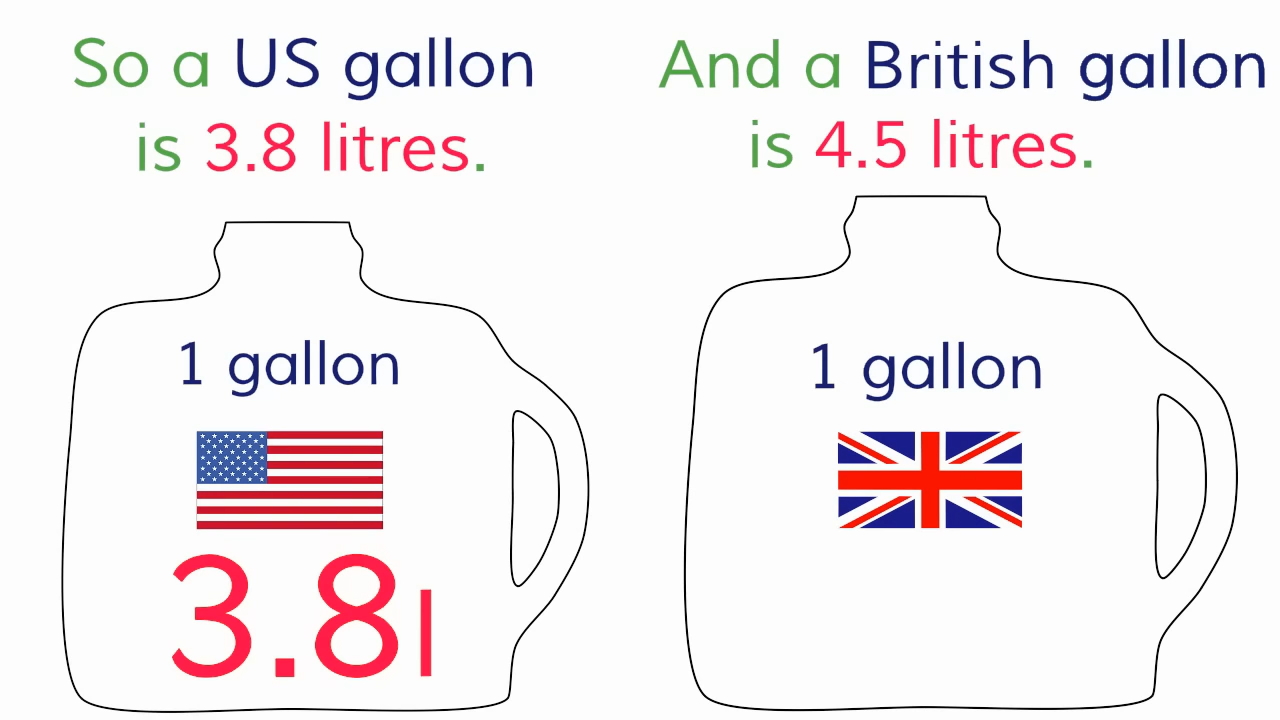 So a US gallon
is 3.8 litres.
1 gallon
3.8l
And a British gallon
is 4.5 litres.
1 gallon